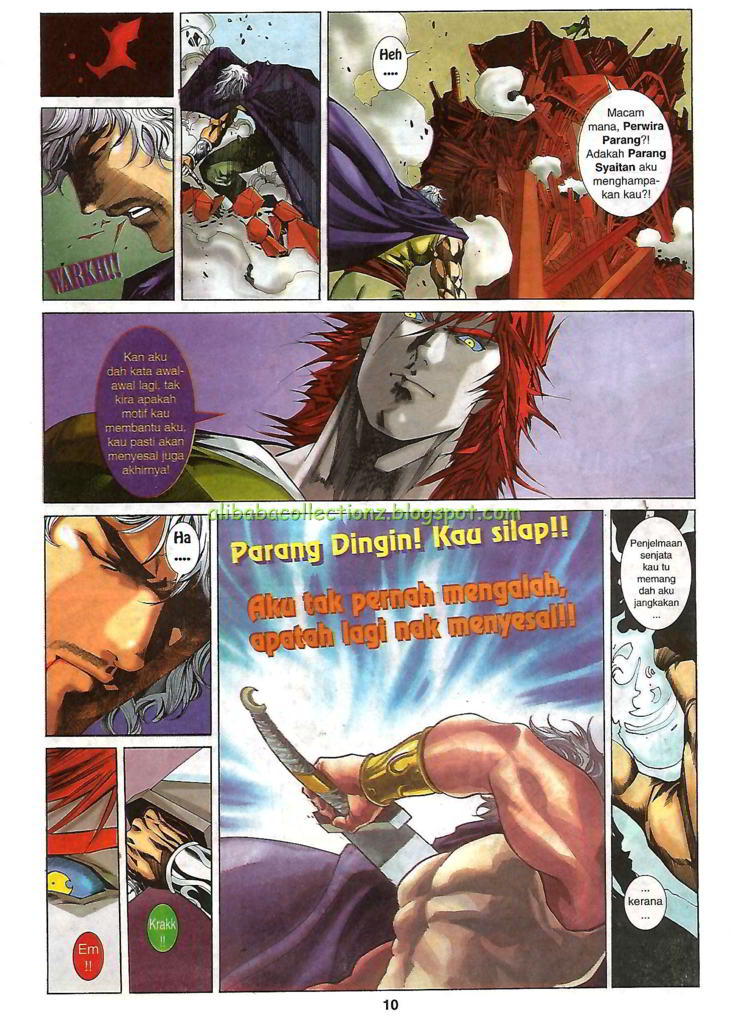 WARKH!!
Heh
....
Macam
mana, Perwira
Parang?!
Adakah Parang
Syaitan aku
menghampa-
kan kau?!
Kan aku
dah kata awal-
awal lagi, tak
kira apakah
motif kau
membantu aku,
kau pasti akan
menyesal juga
akhirnya!
alibabacollectionz.blogspot.com
Ha
....
Em
!!
Krakk
!!
Parang Dingin! Kau silap!!
Aku tak pernah mengalah,
apatah lagi nak menyesal!!
Penjelmaan
senjata
kau tu
memang
dah aku
jangkakan
...
...
kerana
...
10